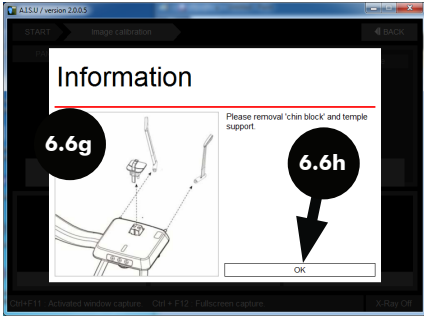 A.I.S.U / version 2.0.0.5
START
Image calibration
BACK
Information
Please removal 'chin block' and temple
support.
6.6g
6.6h
OK
Ctrl+F11 : Activated window capture   Ctrl + F12 : Fullscreen capture
X-Ray Off